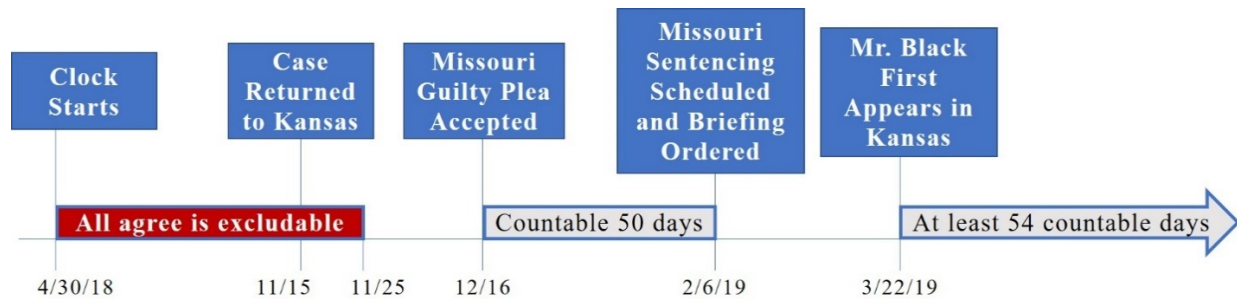 Clock
Starts
Case
Returned
to Kansas
Missouri
Guilty Plea
Accepted
Missouri
Sentencing
Scheduled
and Briefing
Ordered
Mr. Black
First
Appears in
Kansas
All agree is excludable
Countable 50 days
At least 54 countable days
4/30/18
11/15
11/25
12/16
2/6/19
3/22/19